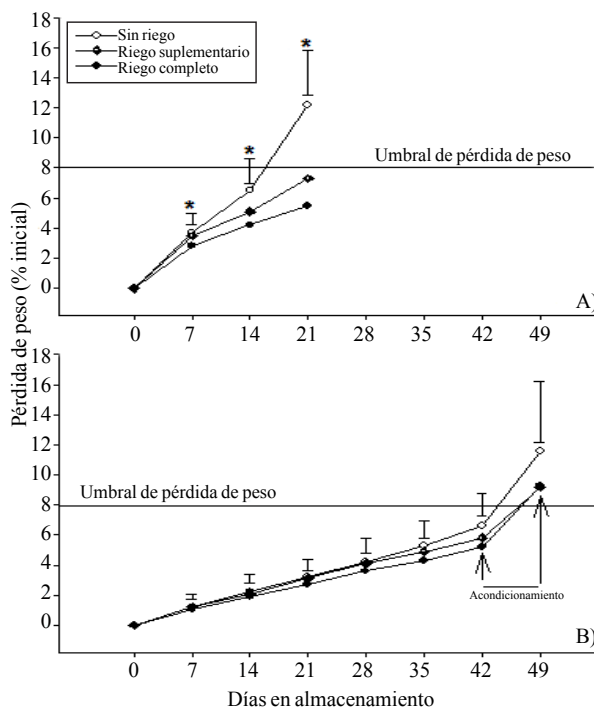 18
16
14
12
10
8
6
4
2
0
Sin riego
Riego suplementario
Riego completo
*
*
*
Umbral de pérdida de peso
A)
0 7 14 21 28 35 42 49
Pérdida de peso (% inicial)
18
16
14
12
10
8
6
4
2
0
Umbral de pérdida de peso
Acondicionamiento
B)
0 7 14 21 28 35 42 49
Días en almacenamiento